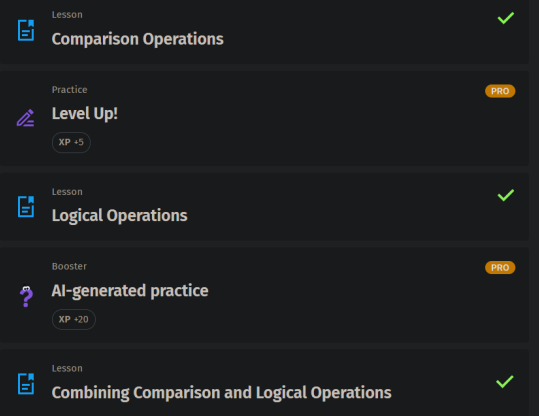 Lesson
Comparison Operations
Practice
PRO
Level Up!
XP +5
Lesson
Logical Operations
Booster
PRO
AI-generated practice
XP +20
Lesson
Combining Comparison and Logical Operations